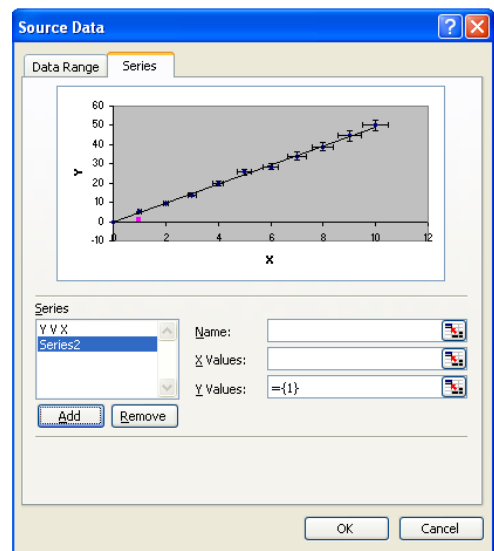 Source Data
Data Range Series
60
50
40
30
20
10
0
-10
0 2 4 6 8 10 12
Y
X
Series
Y V X
Series2
Name:
X Values:
Y Values: ={1}
Add Remove
OK Cancel